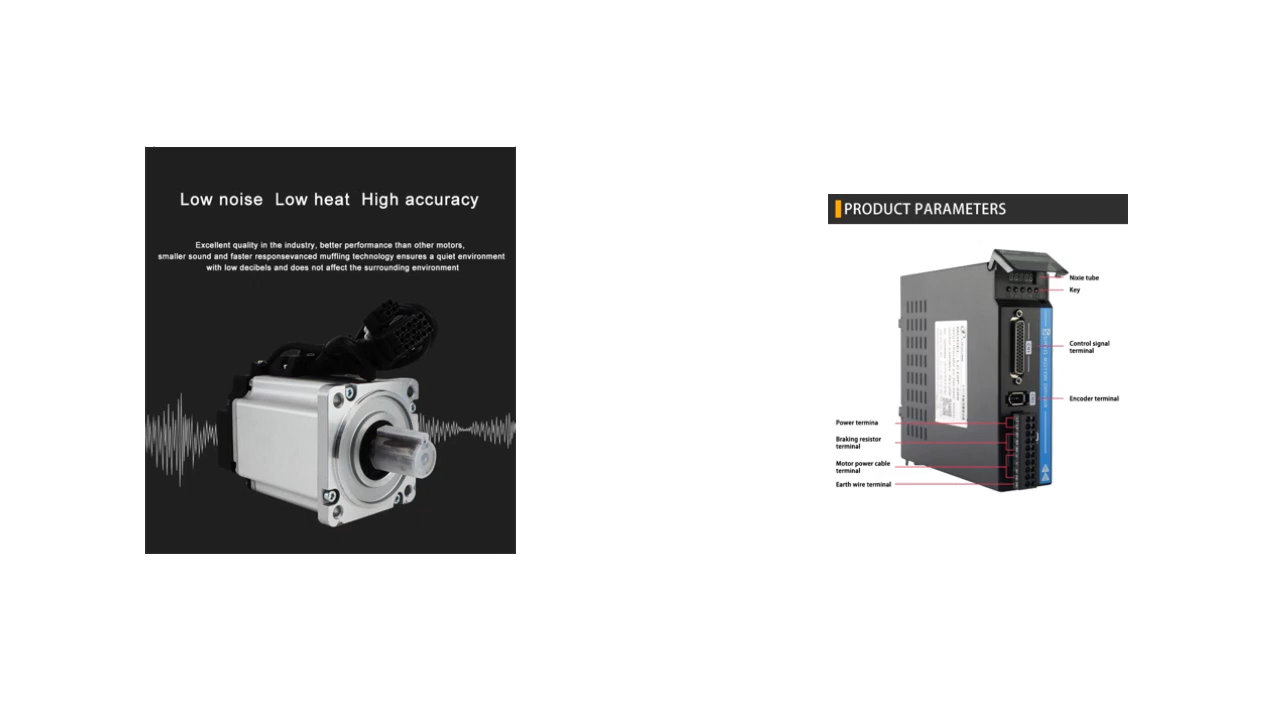 Low noise Low heat High accuracy
Excellent quality in the industry, better performance than other motors,
smaller sound and faster responsevanced muffling technology ensures a quiet environment
with low decibels and does not affect the surrounding environment
PRODUCT PARAMETERS
Nixie tube
Key
Control signal
terminal
Encoder terminal
Power termina
Braking resistor
terminal
Motor power cable
terminal
Earth wire terminal